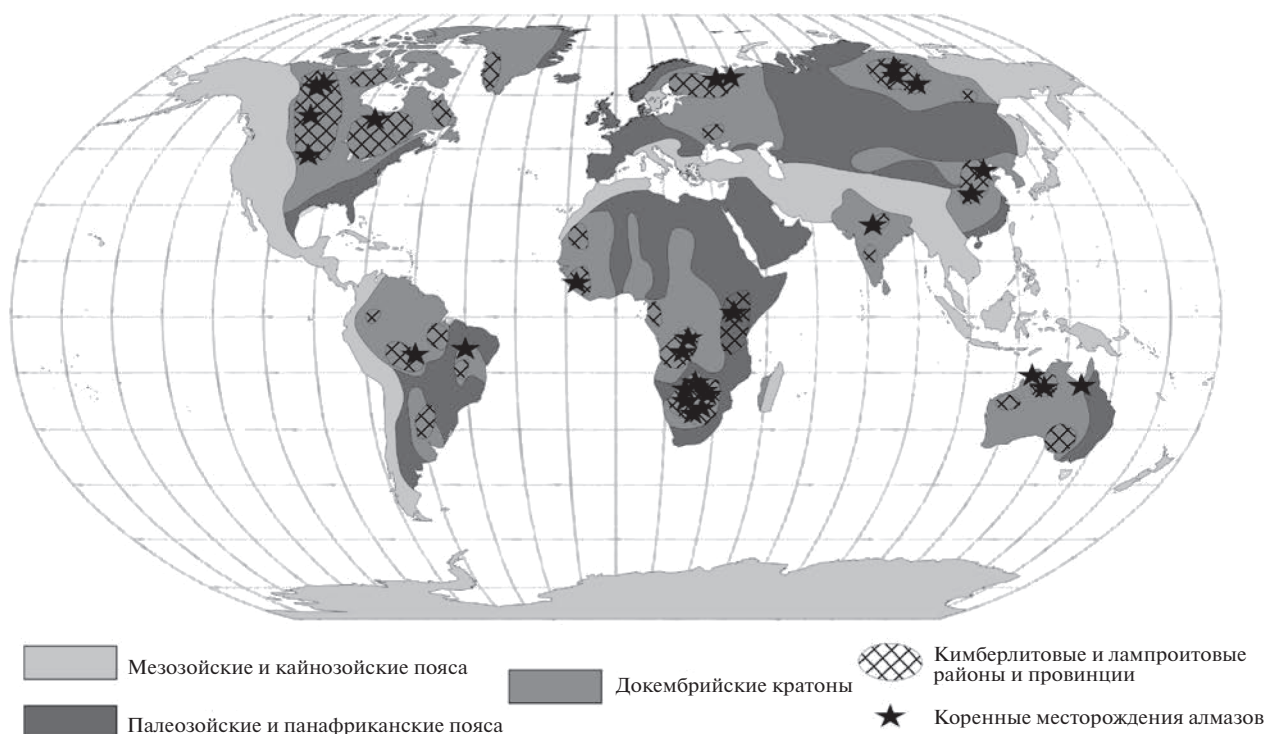 Мезозойские и кайнозойские пояса
Палеозойские и панафриканские пояса
Докембрийские кратоны
Кимберлитовые и лампроитовые
районы и провинции
Коренные месторождения алмазов